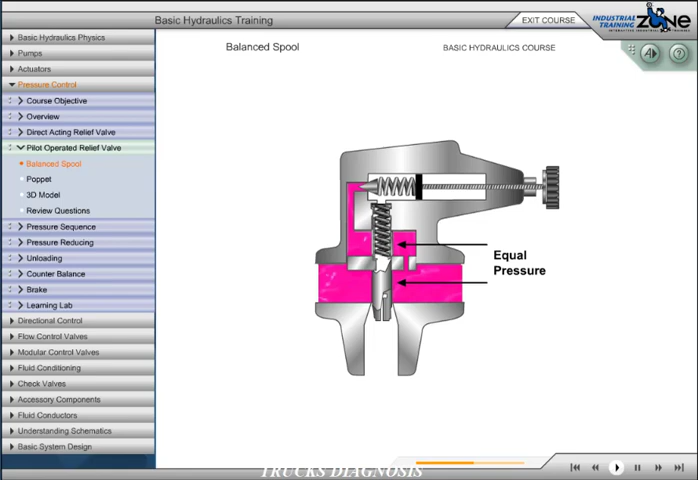 Basic Hydraulics Training
EXIT COURSE
INDUSTRIAL
TRAINING
ZONE
Basic Hydraulics Physics
Pumps
Actuators
Pressure Control
Course Objective
Overview
Direct Acting Relief Valve
Pilot Operated Relief Valve
Balanced Spool
Poppet
3D Model
Review Questions
Pressure Sequence
Pressure Reducing
Unloading
Counter Balance
Brake
Learning Lab
Directional Control
Flow Control Valves
Modular Control Valves
Fluid Conditioning
Check Valves
Accessory Components
Fluid Conductors
Understanding Schematics
Basic System Design
Balanced Spool
BASIC HYDRAULICS COURSE
A
?
Equal
Pressure
TRUCKS DIAGNOSIS